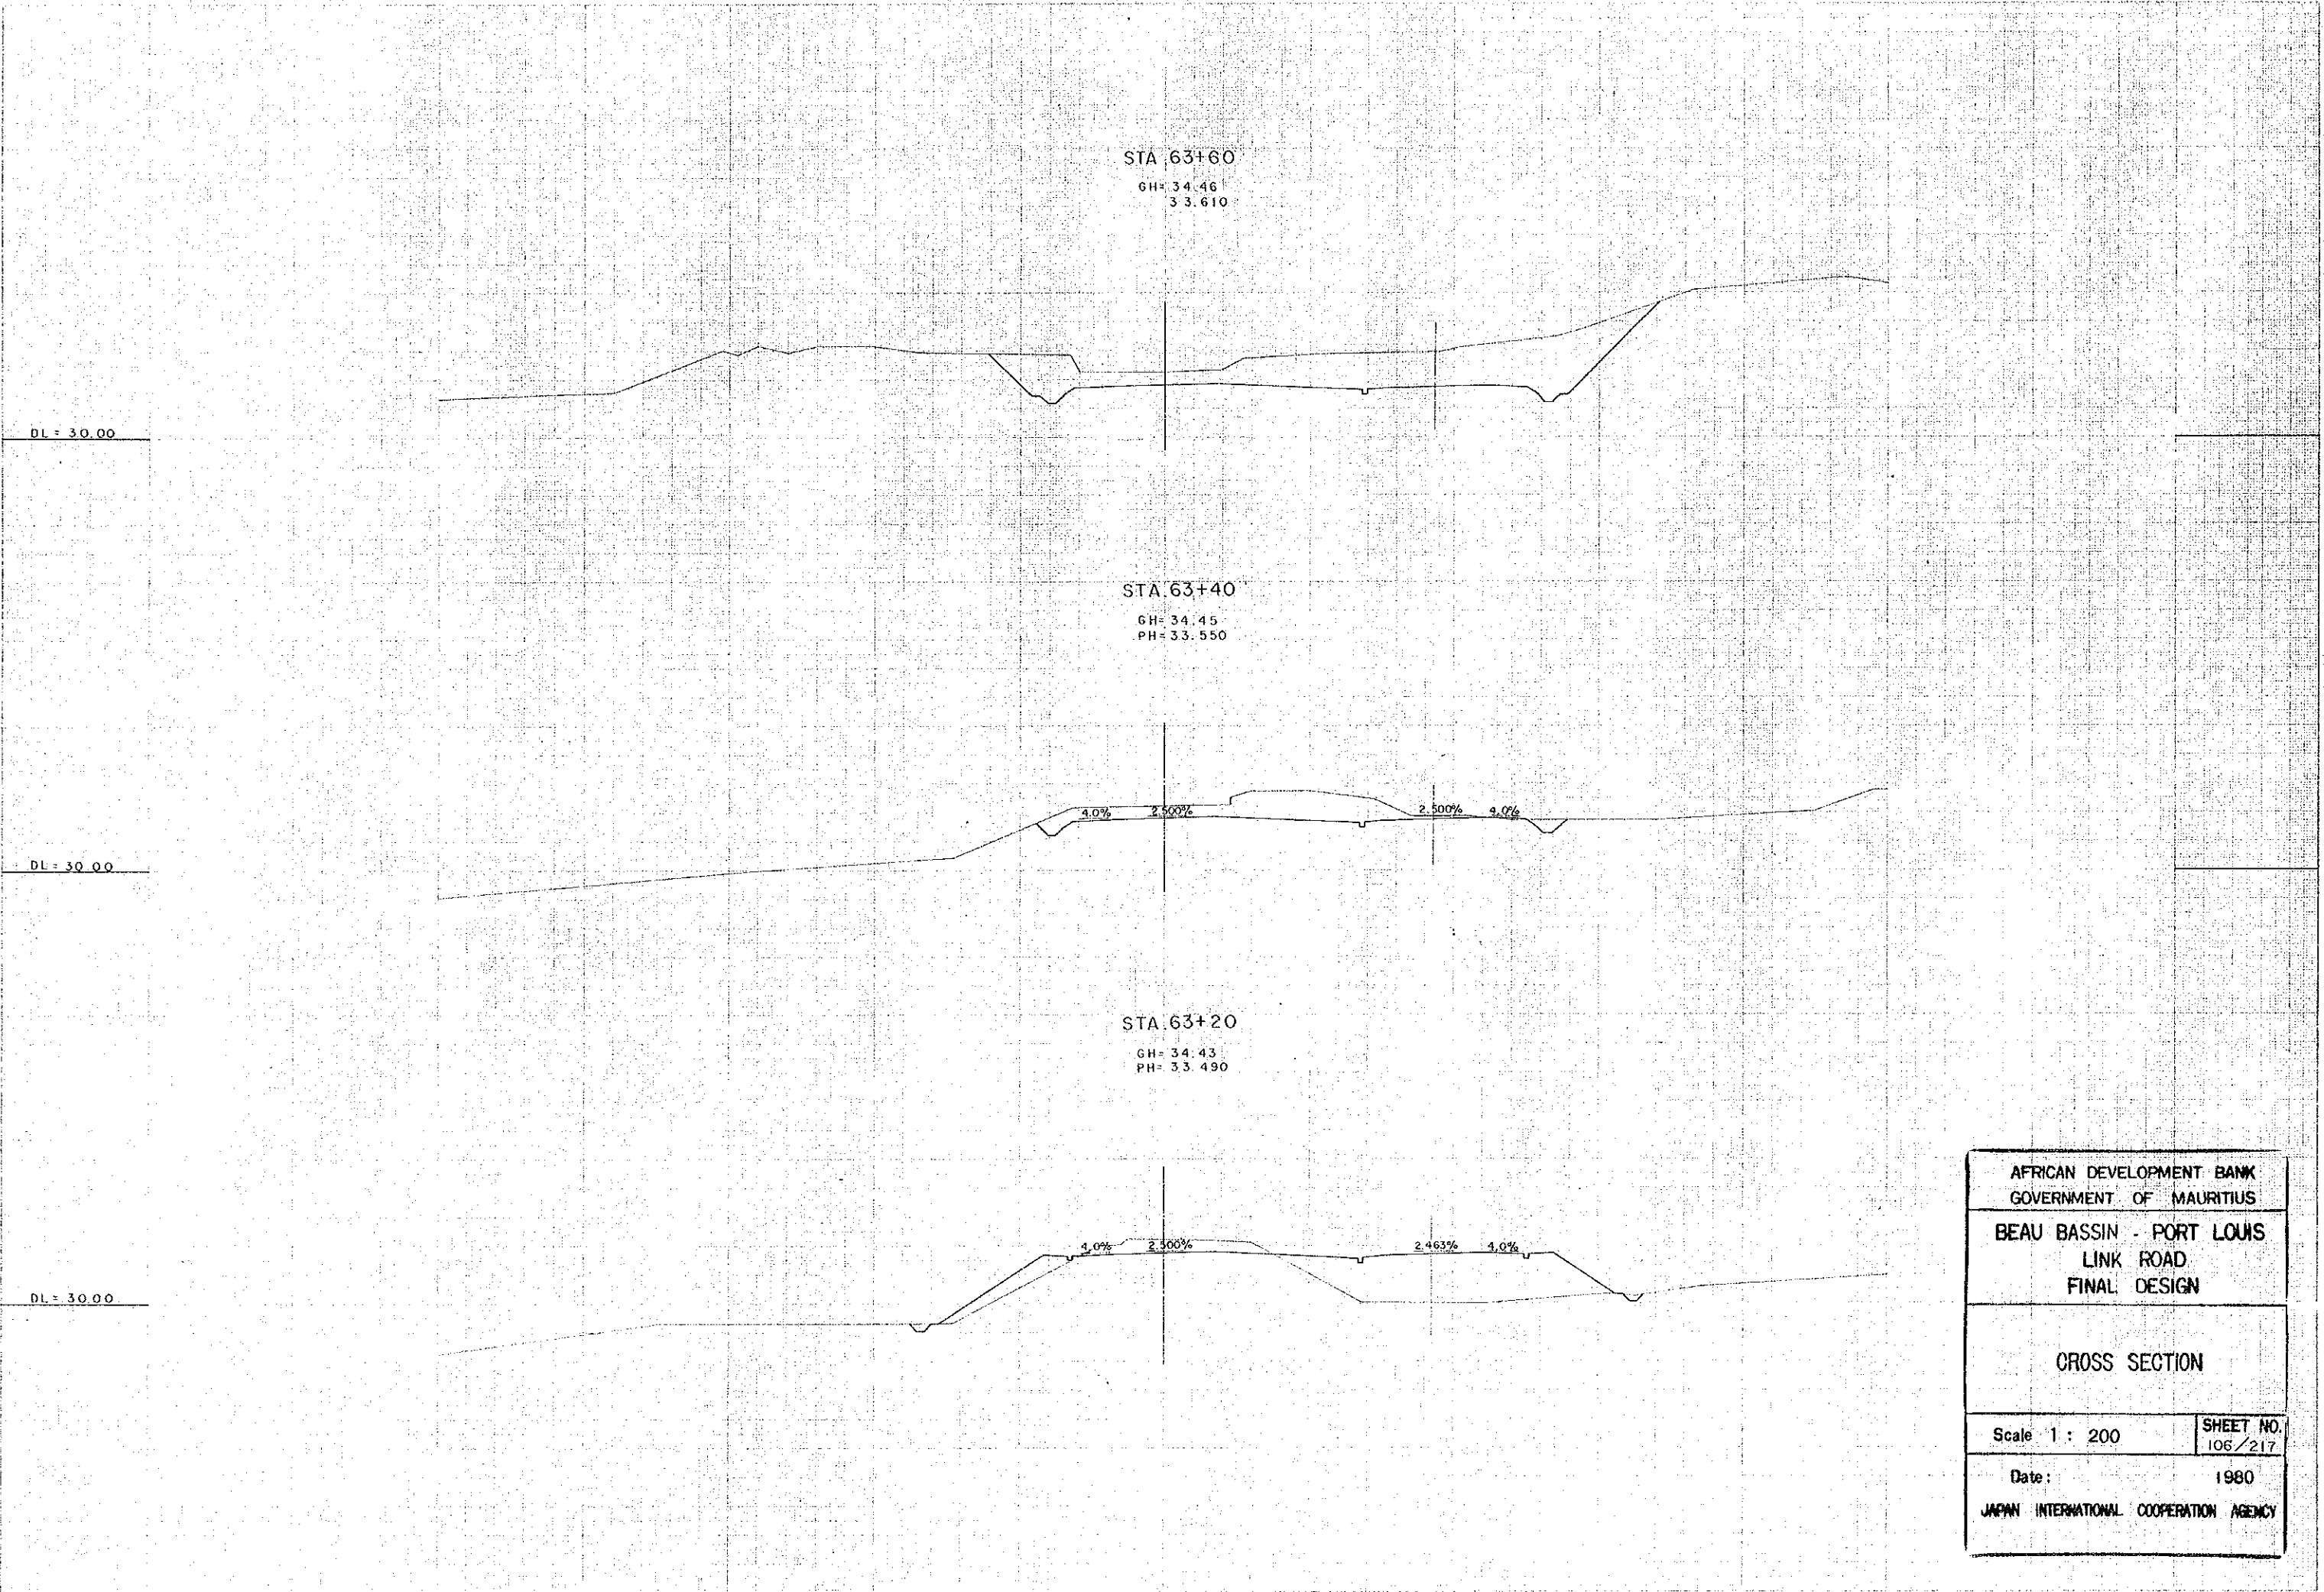 STA.63+60
GH=34.46
33.610
DL=30.00
STA.63+40
GH=34.45
PH=33.550
4.0% 2.500% 2.500% 4.0%
DL=30.00
STA.63+20
GH=34.43
PH=33.490
4.0% 2.500% 2.463% 4.0%
DL=30.00
AFRICAN DEVELOPMENT BANK
GOVERNMENT OF MAURITIUS
BEAU BASSIN - PORT LOUIS
LINK ROAD
FINAL DESIGN
CROSS SECTION
Scale 1 : 200
SHEET NO.
106/217
Date: 1980
JAPAN INTERNATIONAL COOPERATION AGENCY